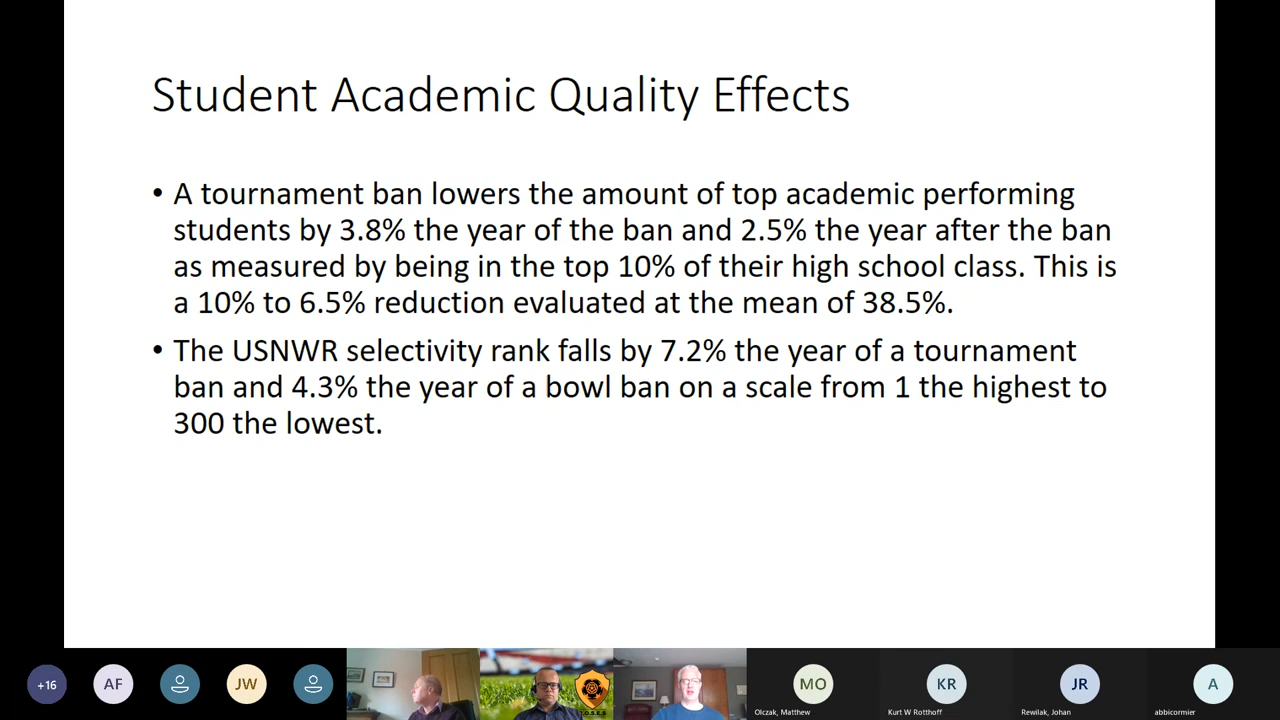 Student Academic Quality Effects
• A tournament ban lowers the amount of top academic performing
students by 3.8% the year of the ban and 2.5% the year after the ban
as measured by being in the top 10% of their high school class. This is
a 10% to 6.5% reduction evaluated at the mean of 38.5%.
• The USNWR selectivity rank falls by 7.2% the year of a tournament
ban and 4.3% the year of a bowl ban on a scale from 1 the highest to
300 the lowest.
+16
AF
JW
MO
KR
JR
A
Olczak, Matthew
Kurt W Rotthoff
Rewilak, Johan
abbicormier